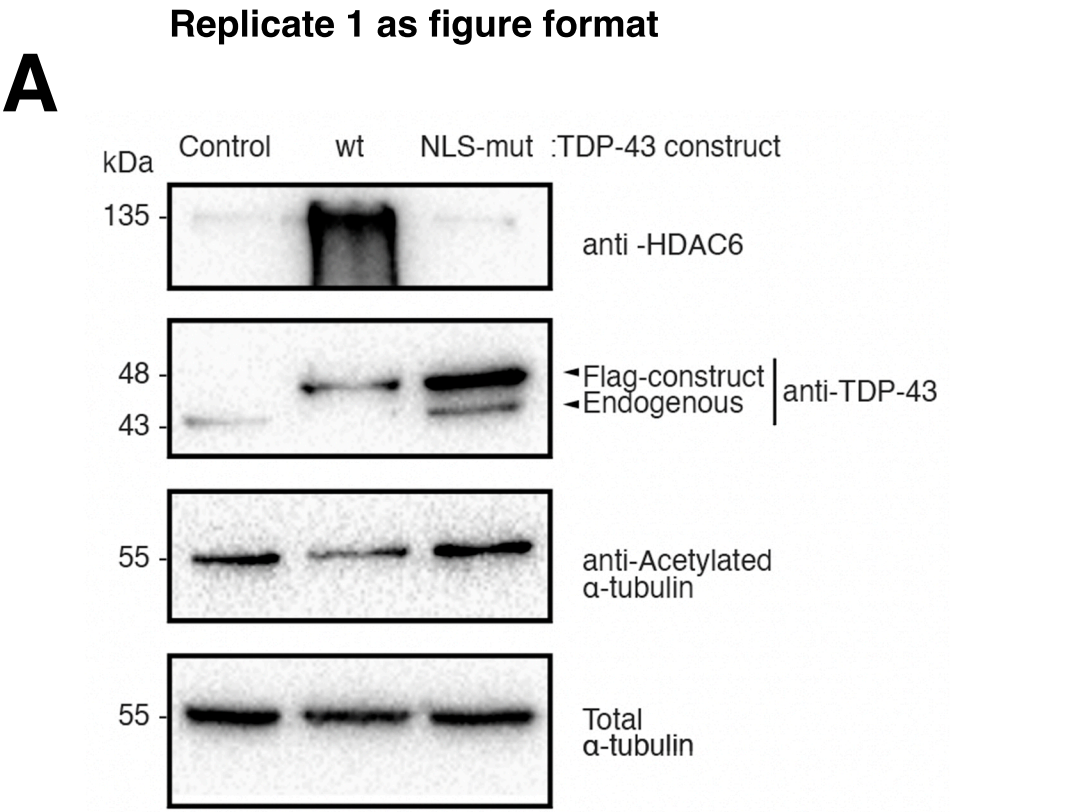 Replicate 1 as figure format
A
kDa Control wt NLS-mut :TDP-43 construct
135 -
anti -HDAC6
48 -
43 -
Flag-construct
Endogenous
anti-TDP-43
55 -
anti-Acetylated
α-tubulin
55 -
Total
α-tubulin